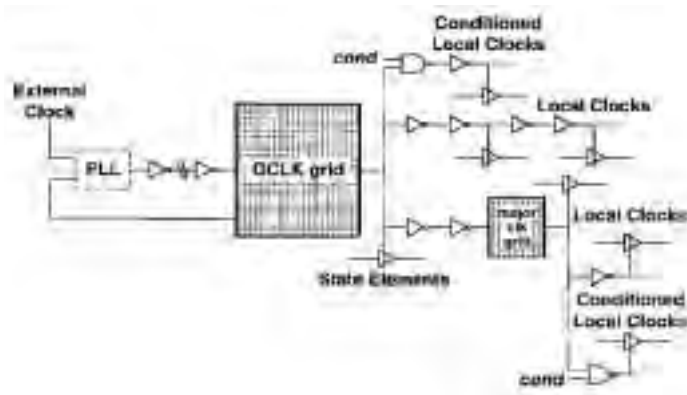 Conditioned
Local Clocks
cond
External
Clock
Local Clocks
PLL
GCLK grid
major
clk
grid
Local Clocks
State Elements
Conditioned
Local Clocks
cond